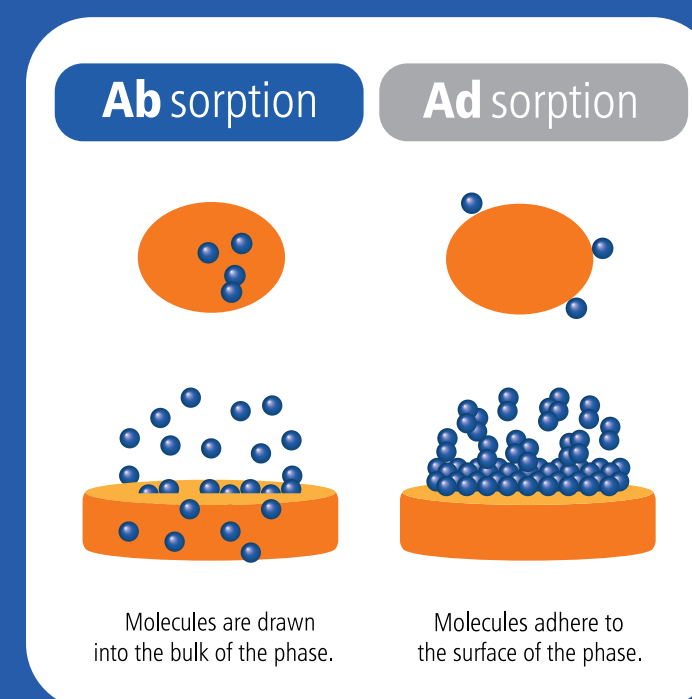 Ab sorption
Ad sorption
Molecules are drawn
into the bulk of the phase.
Molecules adhere to
the surface of the phase.